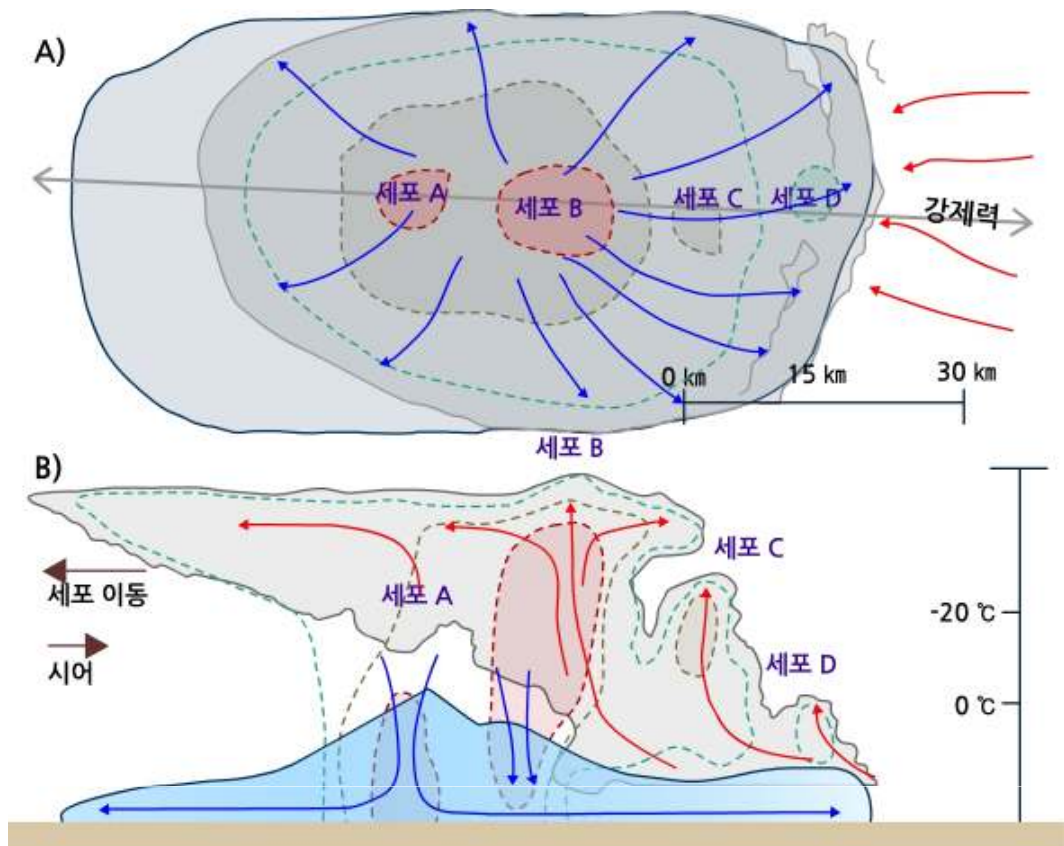 A)
세포 A
세포 B
세포 C
세포 D
강제력
0 ㎞
15 ㎞
30 ㎞
세포 B
B)
세포 C
세포 이동
세포 A
-20 ℃
시어
세포 D
0 ℃